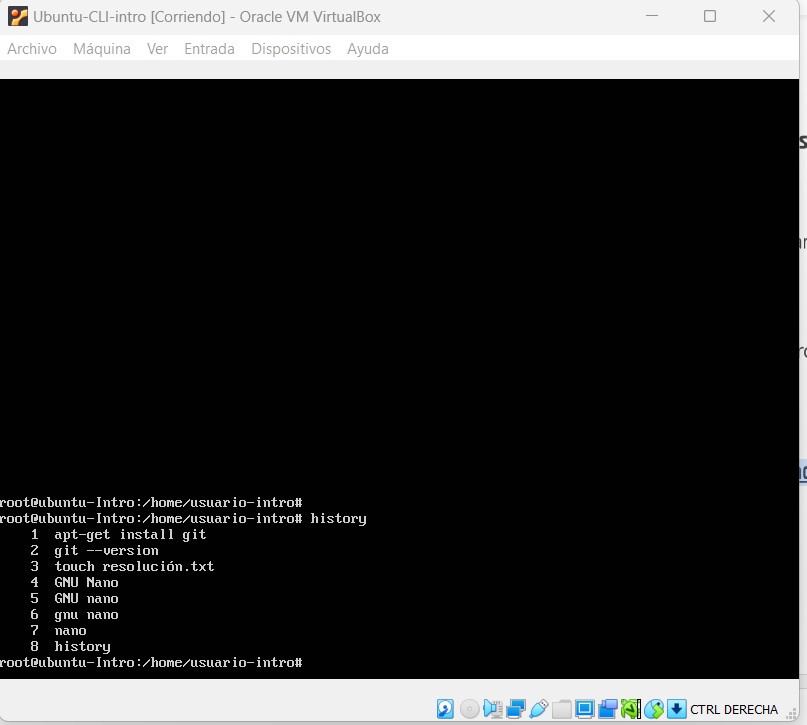 Ubuntu-CLI-intro [Corriendo] - Oracle VM VirtualBox
Archivo Máquina Ver Entrada Dispositivos Ayuda
root@ubuntu-Intro:/home/usuario-intro#
root@ubuntu-Intro:/home/usuario-intro# history
1 apt-get install git
2 git --version
3 touch resolución.txt
4 GNU Nano
5 GNU nano
6 gnu nano
7 nano
8 history
root@ubuntu-Intro:/home/usuario-intro#
CTRL DERECHA